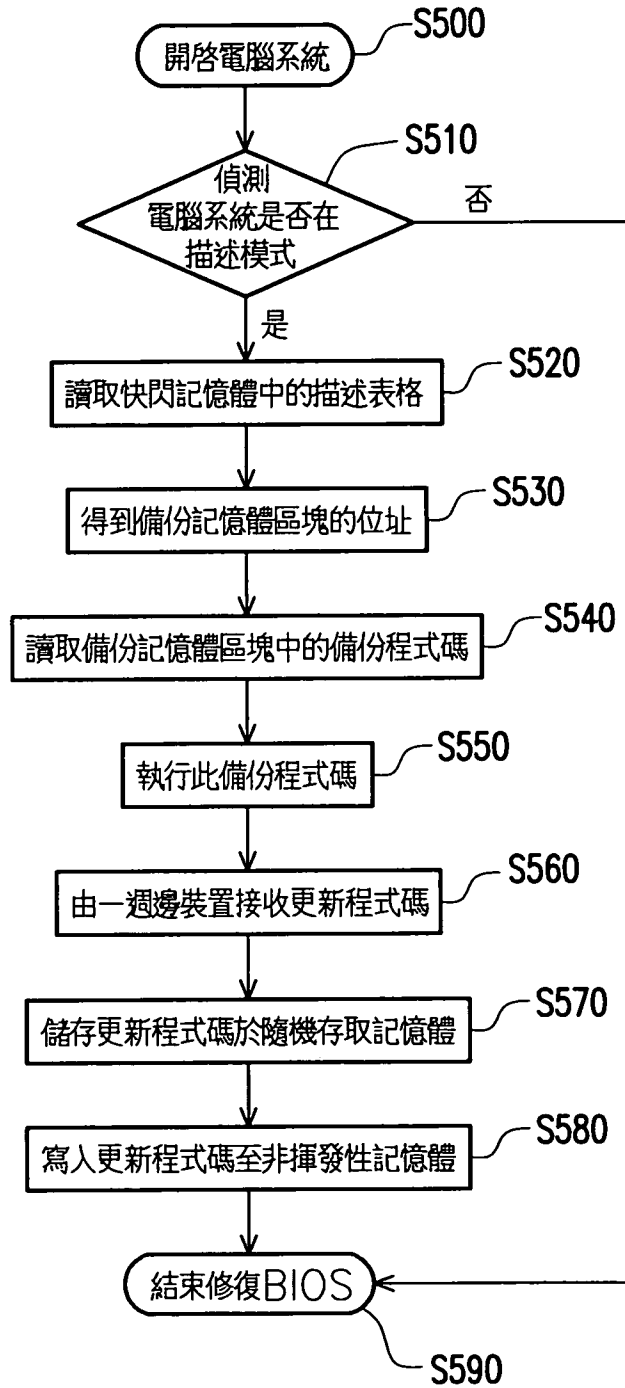 S500
開啓電腦系統
S510
偵測
電腦系統是否在
描述模式
否
是
S520
讀取快閃記憶體中的描述表格
S530
得到備份記憶體區塊的位址
S540
讀取備份記憶體區塊中的備份程式碼
S550
執行此備份程式碼
S560
由一週邊裝置接收更新程式碼
S570
儲存更新程式碼於隨機存取記憶體
S580
寫入更新程式碼至非揮發性記憶體
結束修復BIOS
S590